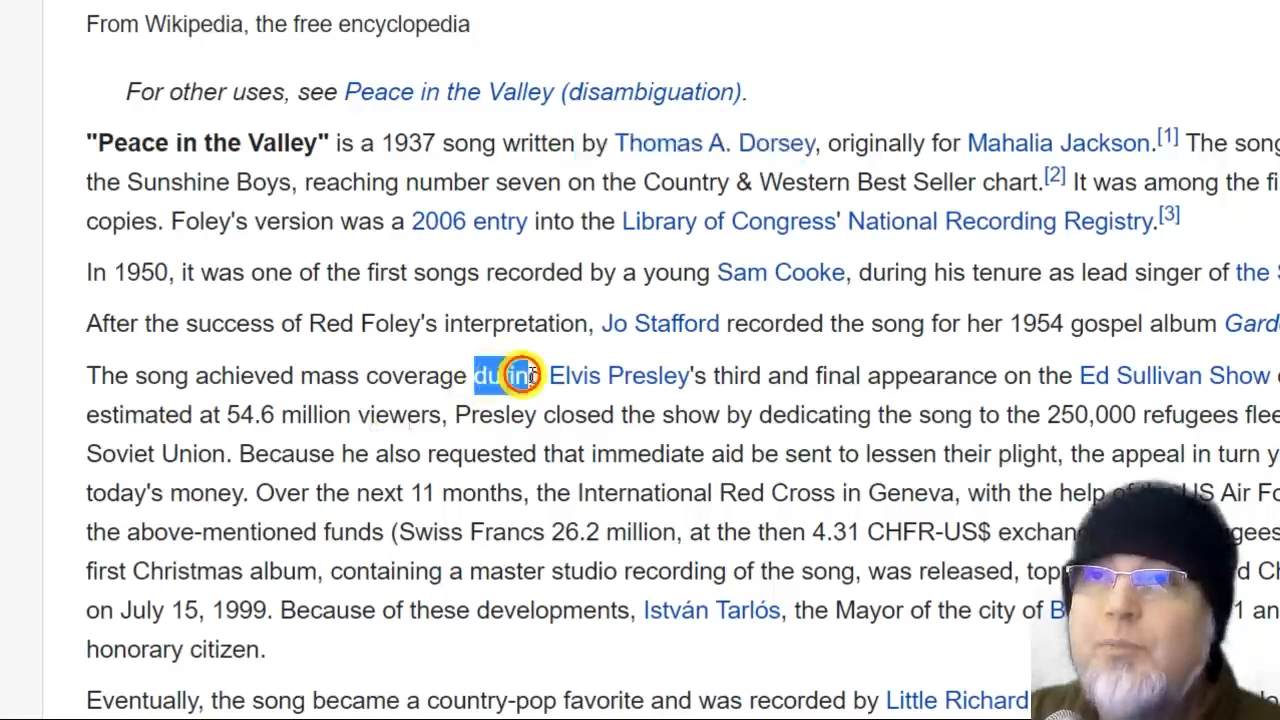 From Wikipedia, the free encyclopedia
For other uses, see Peace in the Valley (disambiguation).
"Peace in the Valley" is a 1937 song written by Thomas A. Dorsey, originally for Mahalia Jackson.[1] The song
the Sunshine Boys, reaching number seven on the Country & Western Best Seller chart.[2] It was among the fi
copies. Foley's version was a 2006 entry into the Library of Congress' National Recording Registry.[3]
In 1950, it was one of the first songs recorded by a young Sam Cooke, during his tenure as lead singer of the
After the success of Red Foley's interpretation, Jo Stafford recorded the song for her 1954 gospel album Gard
The song achieved mass coverage during Elvis Presley's third and final appearance on the Ed Sullivan Show
estimated at 54.6 million viewers, Presley closed the show by dedicating the song to the 250,000 refugees flee
Soviet Union. Because he also requested that immediate aid be sent to lessen their plight, the appeal in turn y
today's money. Over the next 11 months, the International Red Cross in Geneva, with the help of the US Air Fo
the above-mentioned funds (Swiss Francs 26.2 million, at the then 4.31 CHFR-US$ exchan gees
first Christmas album, containing a master studio recording of the song, was released, top d Ch
on July 15, 1999. Because of these developments, István Tarlós, the Mayor of the city of B 1 an
honorary citizen.
Eventually, the song became a country-pop favorite and was recorded by Little Richard